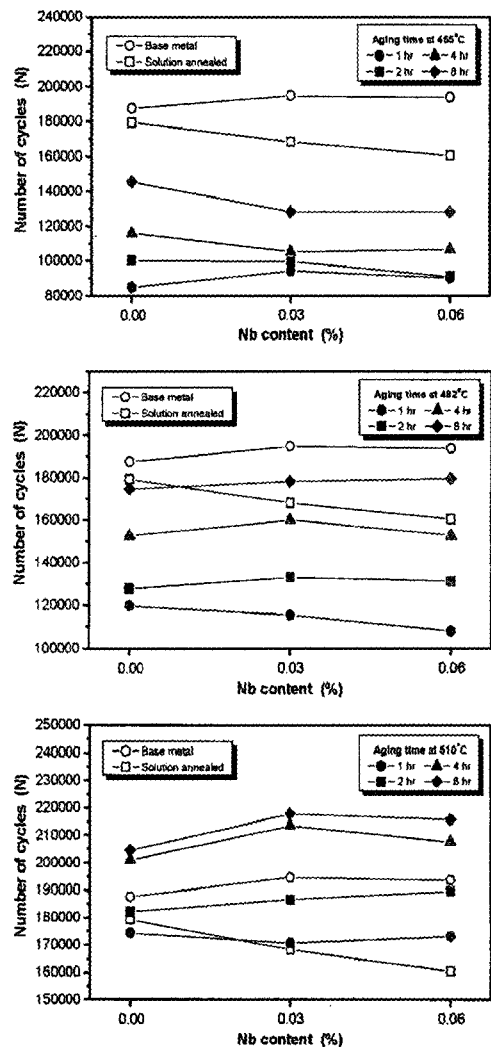 240000
220000
200000
180000
160000
140000
120000
100000
80000
Number of cycles (N)
Base metal
Solution annealed
Aging time at 455°C
1 hr 4 hr
2 hr 8 hr
0.00 0.03 0.06
Nb content (%)
220000
200000
180000
160000
140000
120000
100000
Number of cycles (N)
Base metal
Solution annealed
Aging time at 482°C
1 hr 4 hr
2 hr 8 hr
0.00 0.03 0.06
Nb content (%)
250000
240000
230000
220000
210000
200000
190000
180000
170000
160000
150000
Number of cycles (N)
Base metal
Solution annealed
Aging time at 510°C
1 hr 4 hr
2 hr 8 hr
0.00 0.03 0.06
Nb content (%)